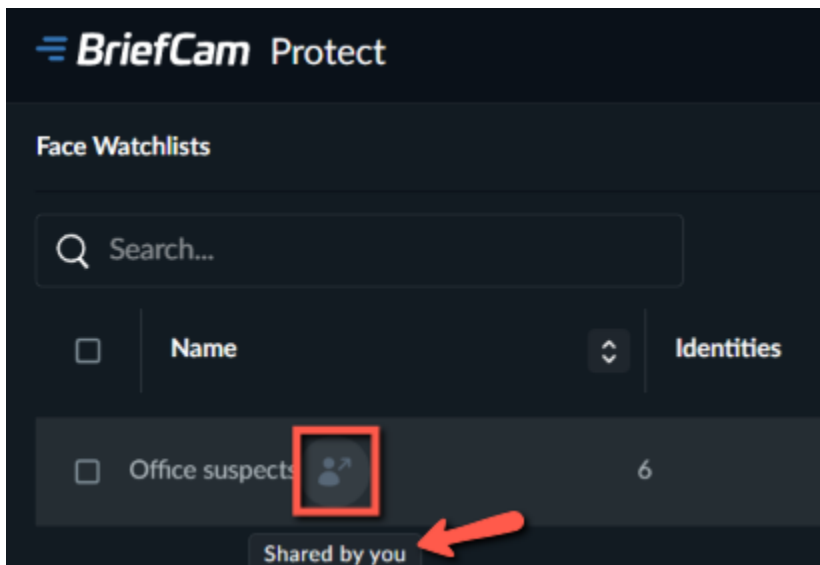 BriefCam Protect
Face Watchlists
Search...
Name Identities
Office suspects 6
Shared by you